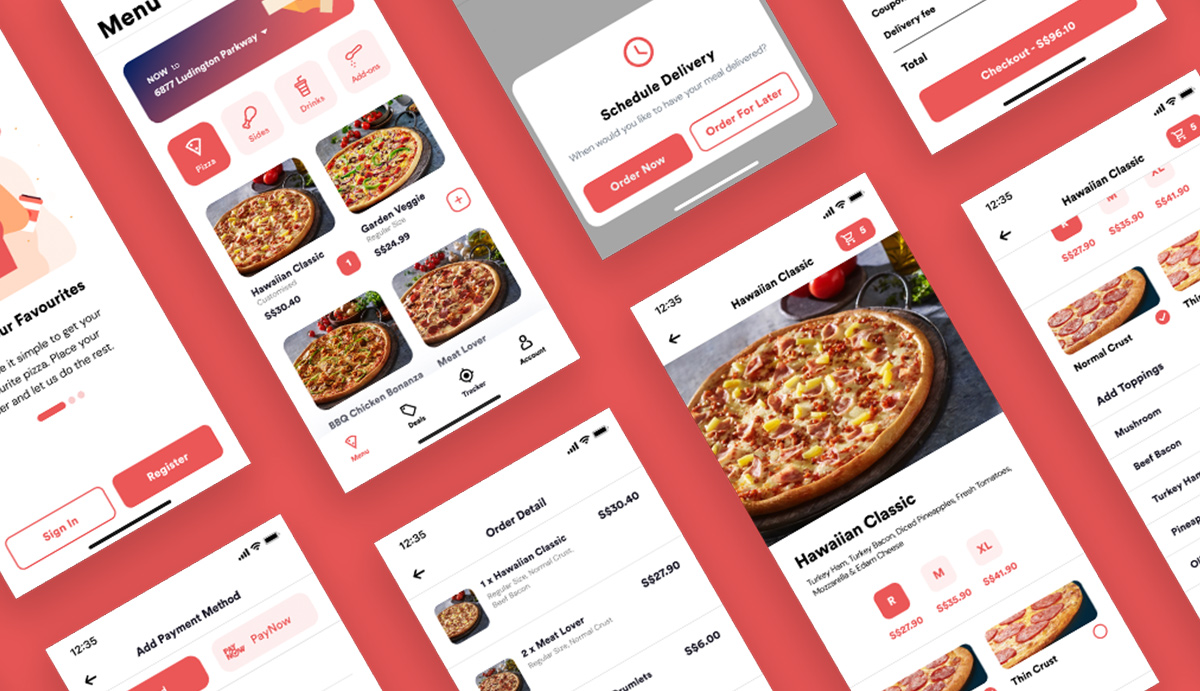 ur Favourites
e it simple to get your
urite pizza. Place your
er and let us do the rest.
Sign In
Register
Menu
NOW to
6877 Ludington Parkway
Pizza
Sides
Drinks
Add-ons
Hawaiian Classic
Customised
S$30.40
1
Garden Veggie
Regular Size
S$24.99
BBQ Chicken Bonanza
Meat Lover
Menu
Deals
Tracker
Account
Schedule Delivery
When would you like to have your meal delivered?
Order Now
Order For Later
Coupon
Delivery fee
Total
Checkout - S$96.10
12:35
Add Payment Method
PAY
NOW
PayNow
12:35
Order Detail
1 x Hawaiian Classic
Regular Size, Normal Crust,
Beef Bacon
S$30.40
2 x Meat Lover
Regular Size, Normal Crust
S$27.90
rumlets
S$6.00
12:35
Hawaiian Classic
5
Hawaiian Classic
Turkey Ham, Turkey Bacon, Diced Pineapples, Fresh Tomatoes,
Mozzarella & Edam Cheese
R
M
XL
S$27.90
S$35.90
S$41.90
Thin Crust
12:35
Hawaiian Classic
5
R
M
XL
S$27.90
S$35.90
S$41.90
Normal Crust
Thin
Add Toppings
Mushroom
Beef Bacon
Turkey Ham
Pineap